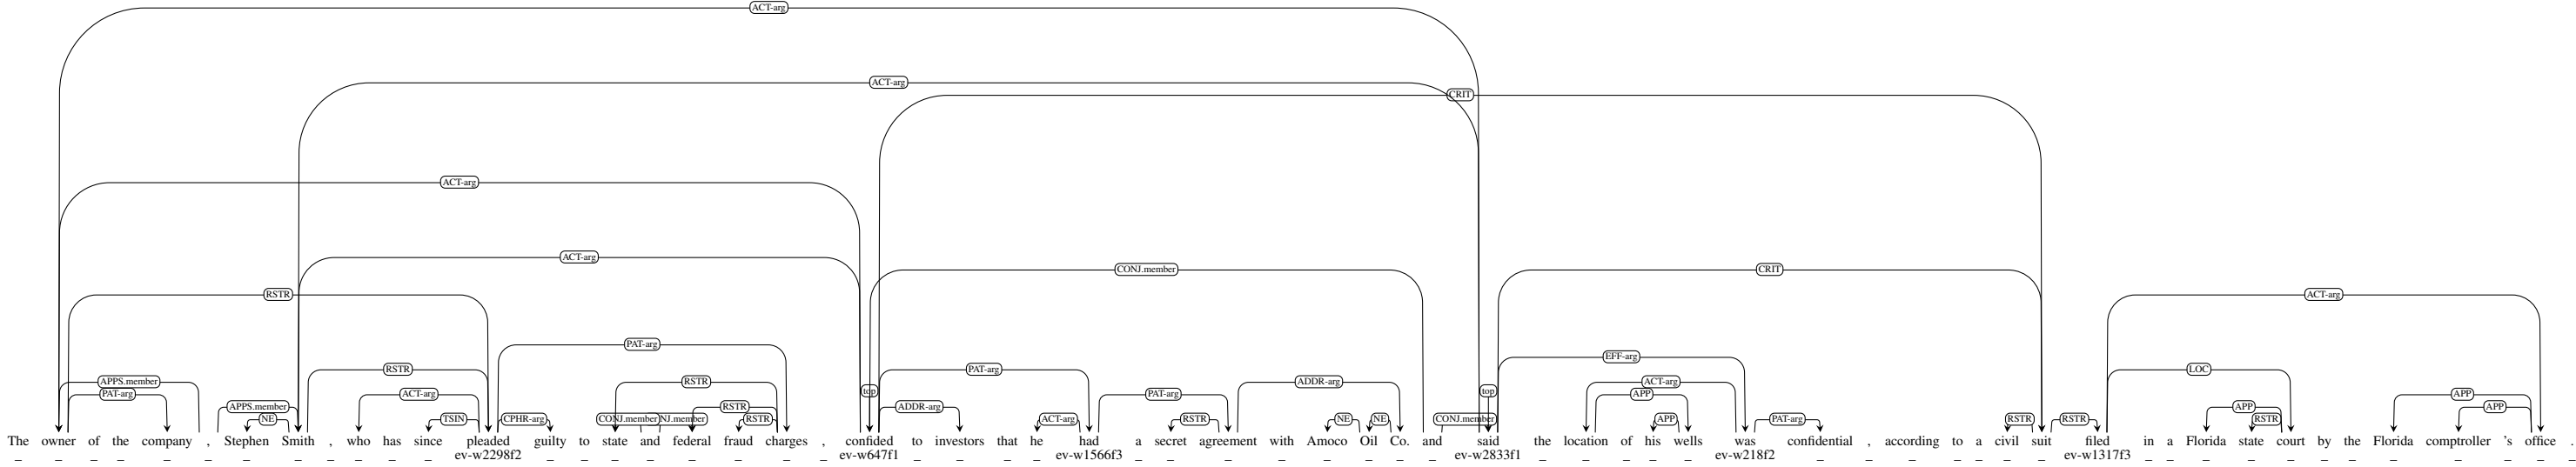 ACT-arg
ACT-arg
CRIT
ACT-arg
ACT-arg
CONJ.member CRIT
RSTR ACT-arg
PAT-arg
EFF-arg
RSTR PAT-arg LOC
APPS.member RSTR ADDR-arg ACT-arg
top top
PAT-arg ACT-arg PAT-arg APP APP
APPS.member RSTR ADDR-arg APP APP
NE TSIN CPHR-arg CONJ.member NJ.member RSTR ACT-arg RSTR NE NE CONJ.member APP PAT-arg RSTR RSTR RSTR
The owner of the company , Stephen Smith , who has since pleaded guilty to state and federal fraud charges , confided to investors that he had a secret agreement with Amoco Oil Co. and said the location of his wells was confidential , according to a civil suit filed in a Florida state court by the Florida comptroller 's office .
_ _ _ _ _ _ _ _ _ _ _ _ ev-w2298f2 _ _ _ _ _ _ _ _ ev-w647f1 _ _ _ _ ev-w1566f3 _ _ _ _ _ _ _ _ ev-w2833f1 _ _ _ _ _ ev-w218f2 _ _ _ _ _ _ _ ev-w1317f3 _ _ _ _ _ _ _ _ _ _ _ _